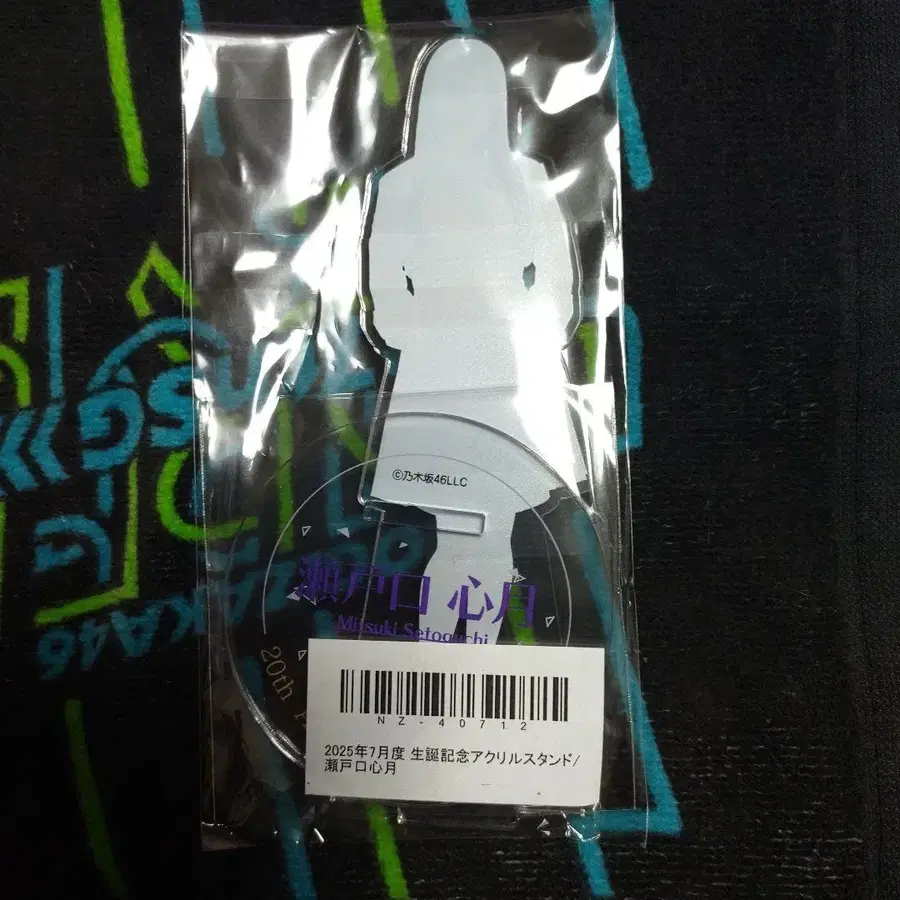 ©乃木坂46LLC
瀬戸口 心月
Mitsuki Setoguchi
20th
NZ-40712
2025年7月度 生誕記念アクリルスタンド/
瀬戸口心月
ZAKA46